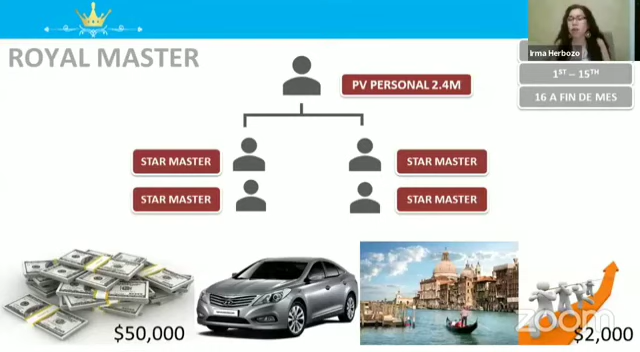 ROYAL MASTER
Irma Herbozo
1ST – 15TH
16 A FIN DE MES
PV PERSONAL 2.4M
STAR MASTER
STAR MASTER
STAR MASTER
STAR MASTER
$50,000
zoom
$2,000